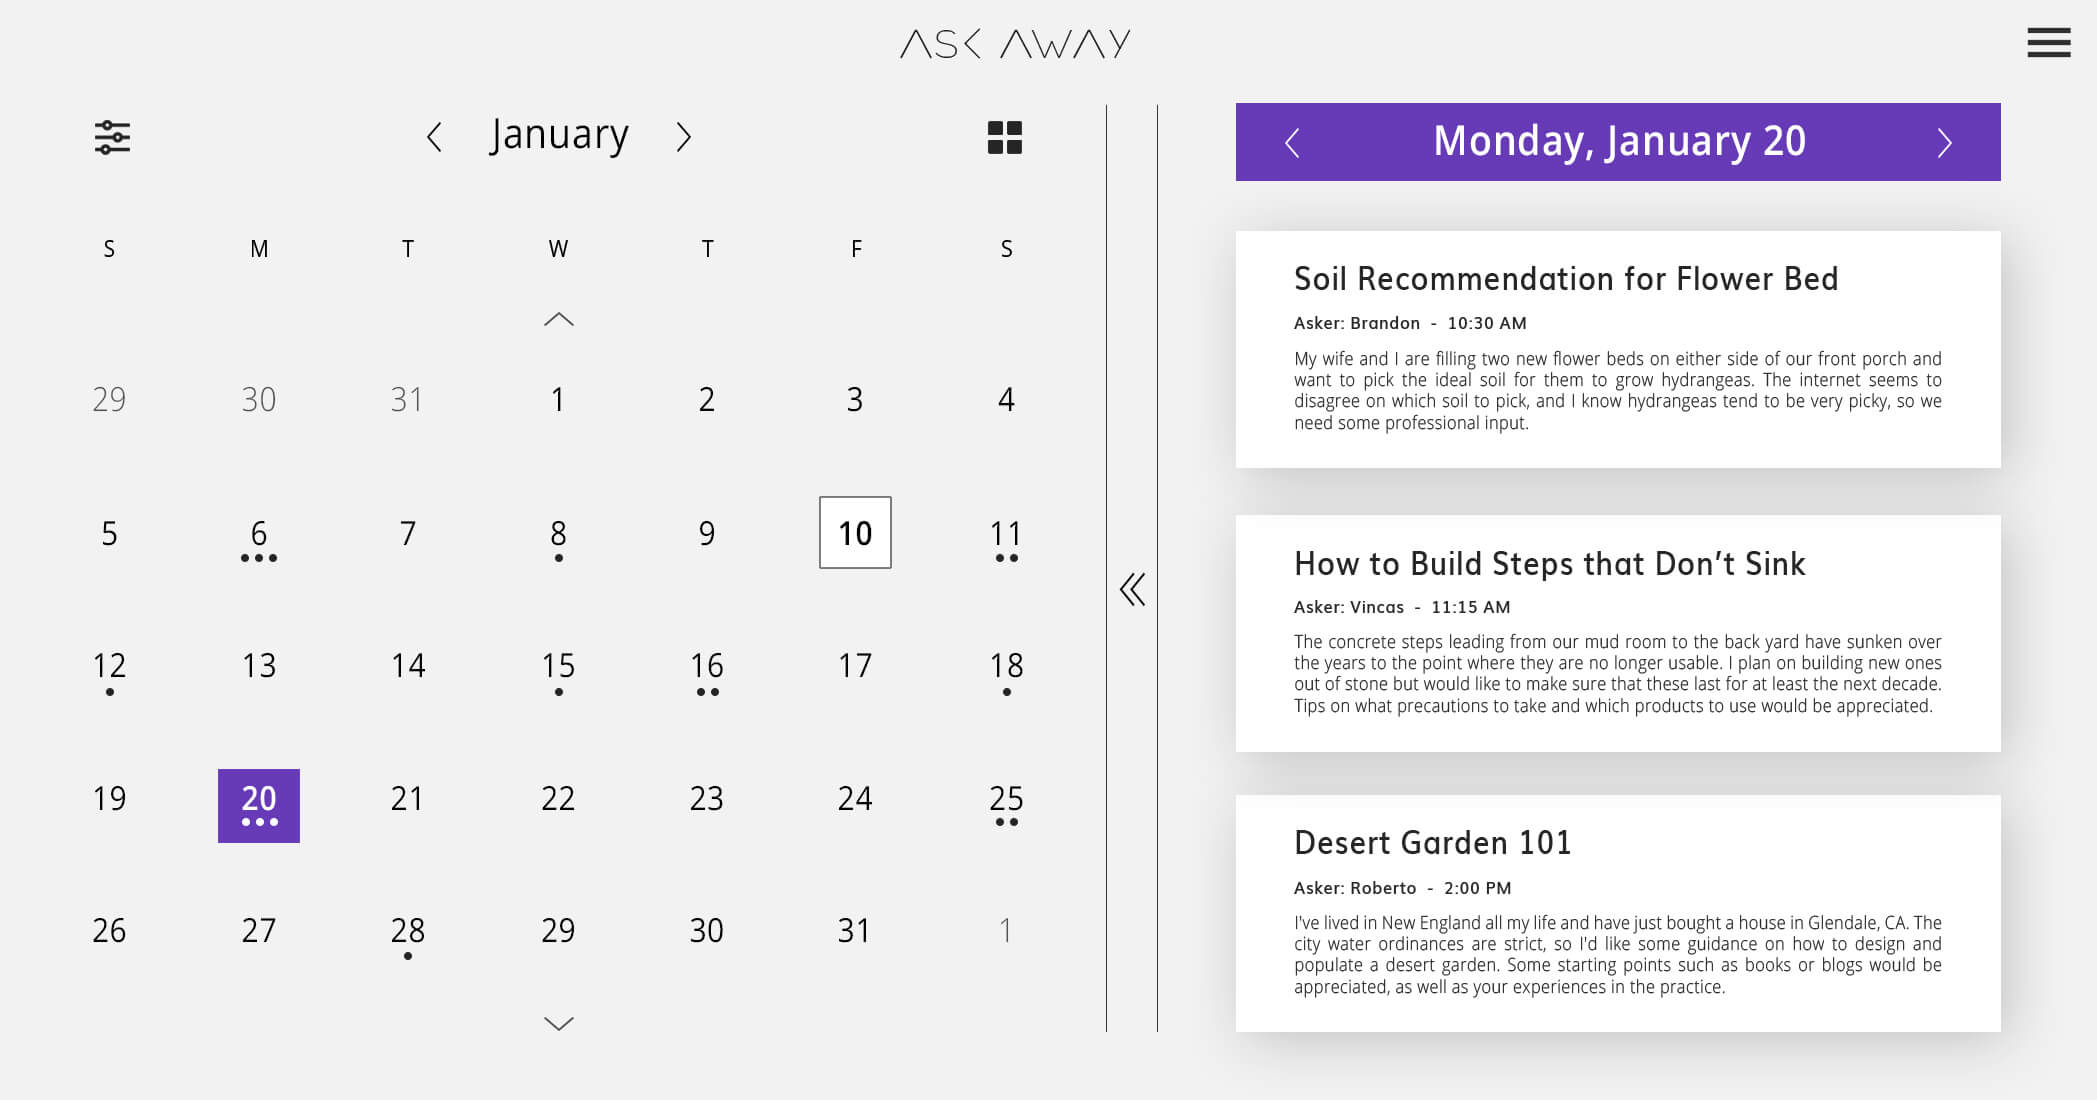 ASK AWAY
January
S M T W T F S
29 30 31 1 2 3 4
5 6 7 8 9 10 11
12 13 14 15 16 17 18
19 20 21 22 23 24 25
26 27 28 29 30 31 1
Monday, January 20
Soil Recommendation for Flower Bed
Asker: Brandon - 10:30 AM
My wife and I are filling two new flower beds on either side of our front porch and
want to pick the ideal soil for them to grow hydrangeas. The internet seems to
disagree on which soil to pick, and I know hydrangeas tend to be very picky, so we
need some professional input.
How to Build Steps that Don’t Sink
Asker: Vincas - 11:15 AM
The concrete steps leading from our mud room to the back yard have sunken over
the years to the point where they are no longer usable. I plan on building new ones
out of stone but would like to make sure that these last for at least the next decade.
Tips on what precautions to take and which products to use would be appreciated.
Desert Garden 101
Asker: Roberto - 2:00 PM
I've lived in New England all my life and have just bought a house in Glendale, CA. The
city water ordinances are strict, so I'd like some guidance on how to design and
populate a desert garden. Some starting points such as books or blogs would be
appreciated, as well as your experiences in the practice.